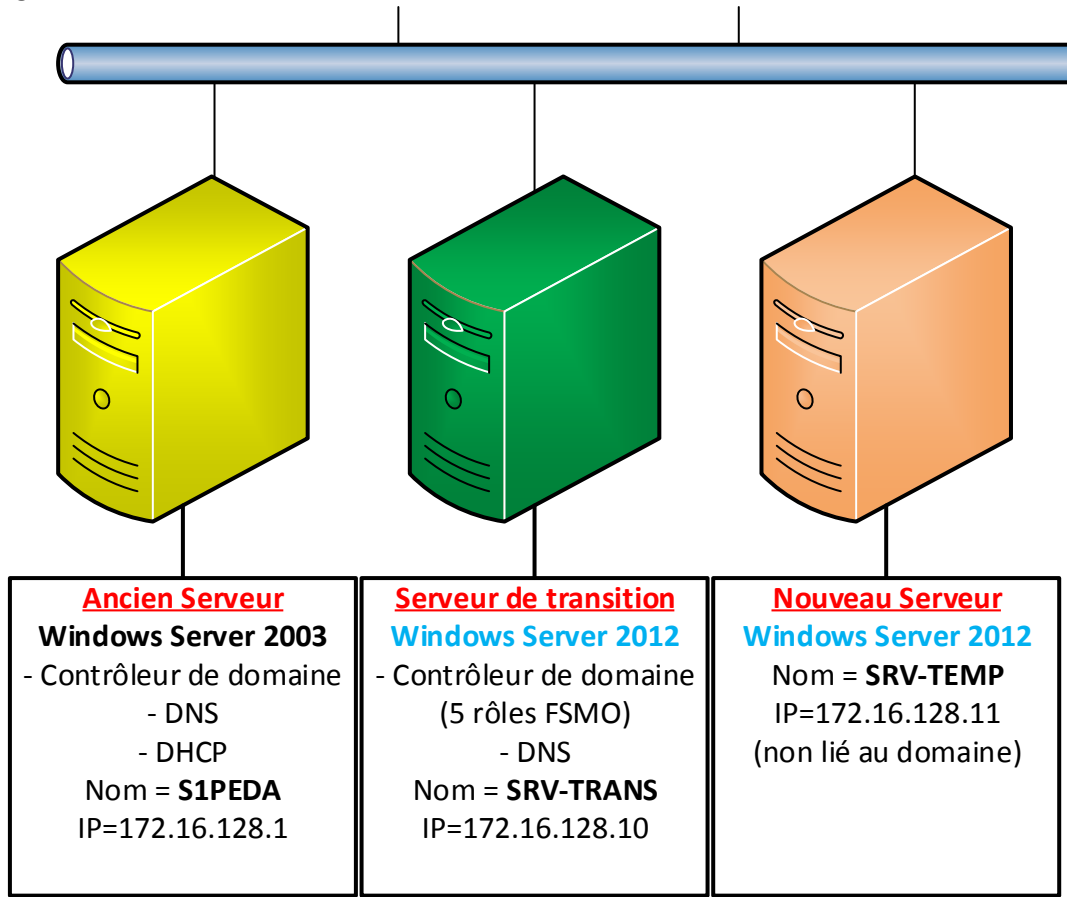 Ancien Serveur
Windows Server 2003
- Contrôleur de domaine
- DNS
- DHCP
Nom = S1PEDA
IP=172.16.128.1
Serveur de transition
Windows Server 2012
- Contrôleur de domaine
(5 rôles FSMO)
- DNS
Nom = SRV-TRANS
IP=172.16.128.10
Nouveau Serveur
Windows Server 2012
Nom = SRV-TEMP
IP=172.16.128.11
(non lié au domaine)